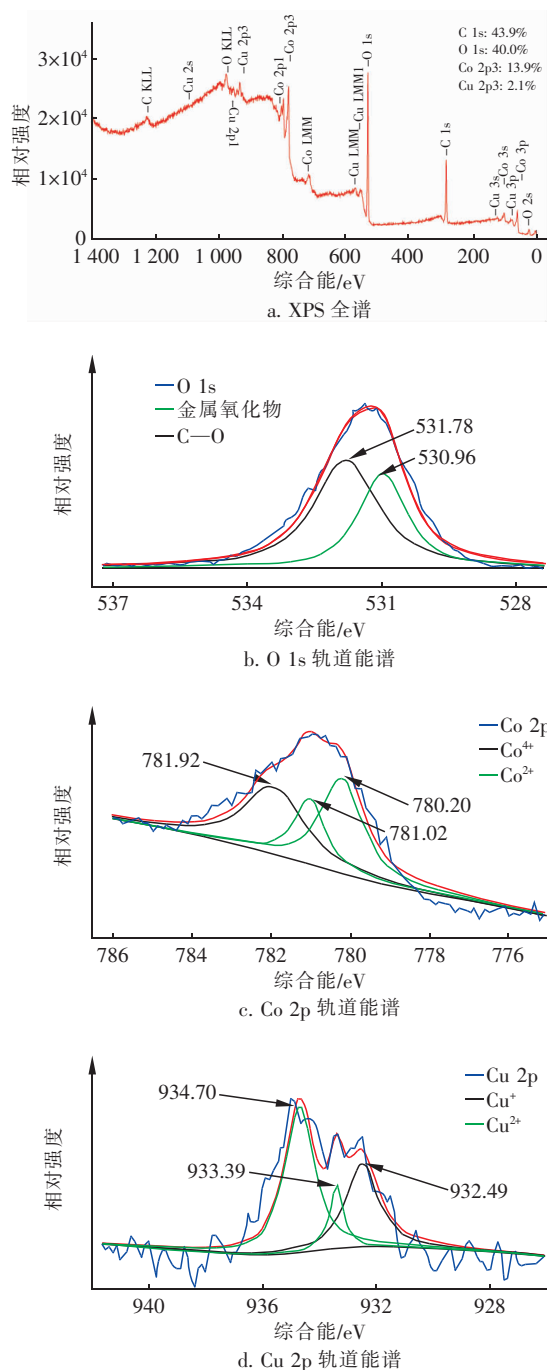 C 1s: 43.9%
O 1s: 40.0%
Co 2p3: 13.9%
Cu 2p3: 2.1%
相对强度
3×10⁴
2×10⁴
1×10⁴
0
C KLL
Cu 2s
O KLL
Cu 2p1
Cu 2p3
Co 2p1
Co 2p3
Co LMM
Cu LMM
Cu LMM1
O 1s
C 1s
Cu 3s
Co 3s
Cu 3p
Co 3p
O 2s
1 400 1 200 1 000 800 600 400 200 0
综合能/eV
a. XPS 全谱
O 1s
金属氧化物
C—O
531.78
530.96
相对强度
537 534 531 528
综合能/eV
b. O 1s 轨道能谱
Co 2p
Co⁴⁺
Co²⁺
781.92
780.20
781.02
相对强度
786 784 782 780 778 776
综合能/eV
c. Co 2p 轨道能谱
Cu 2p
Cu⁺
Cu²⁺
934.70
933.39
932.49
相对强度
940 936 932 928
综合能/eV
d. Cu 2p 轨道能谱